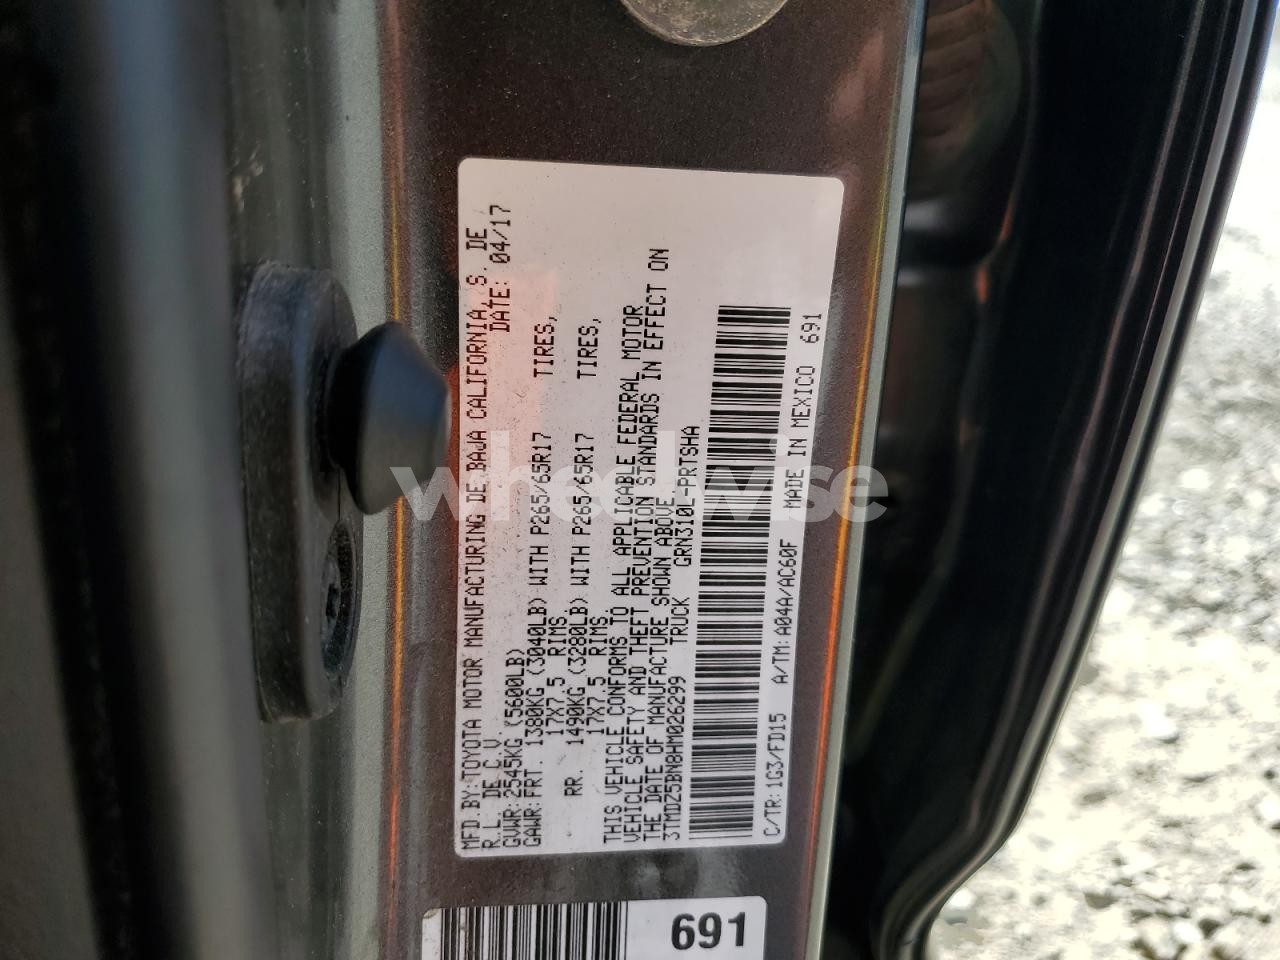 MFD.BY:TOYOTA MOTOR MANUFACTURING DE BAJA CALIFORNIA, S. DE
R.L. DE C.V. DATE: 04/17
GVWR:2545KG (5600LB)
GAWR:FRT. 1380KG (3040LB) WITH P265/65R17 TIRES,
17X7.5 RIMS
RR. 1490KG (3280LB) WITH P265/65R17 TIRES,
17X7.5 RIMS.
THIS VEHICLE CONFORMS TO ALL APPLICABLE FEDERAL MOTOR
VEHICLE SAFETY AND THEFT PREVENTION STANDARDS IN EFFECT ON
THE DATE OF MANUFACTURE SHOWN ABOVE.
3TMDZ5BN8HM026299 TRUCK GRN310L-PRTSHA
C/TR:1G3/FD15 A/TM:A04A/AC60F MADE IN MEXICO 691
691
wheelwise